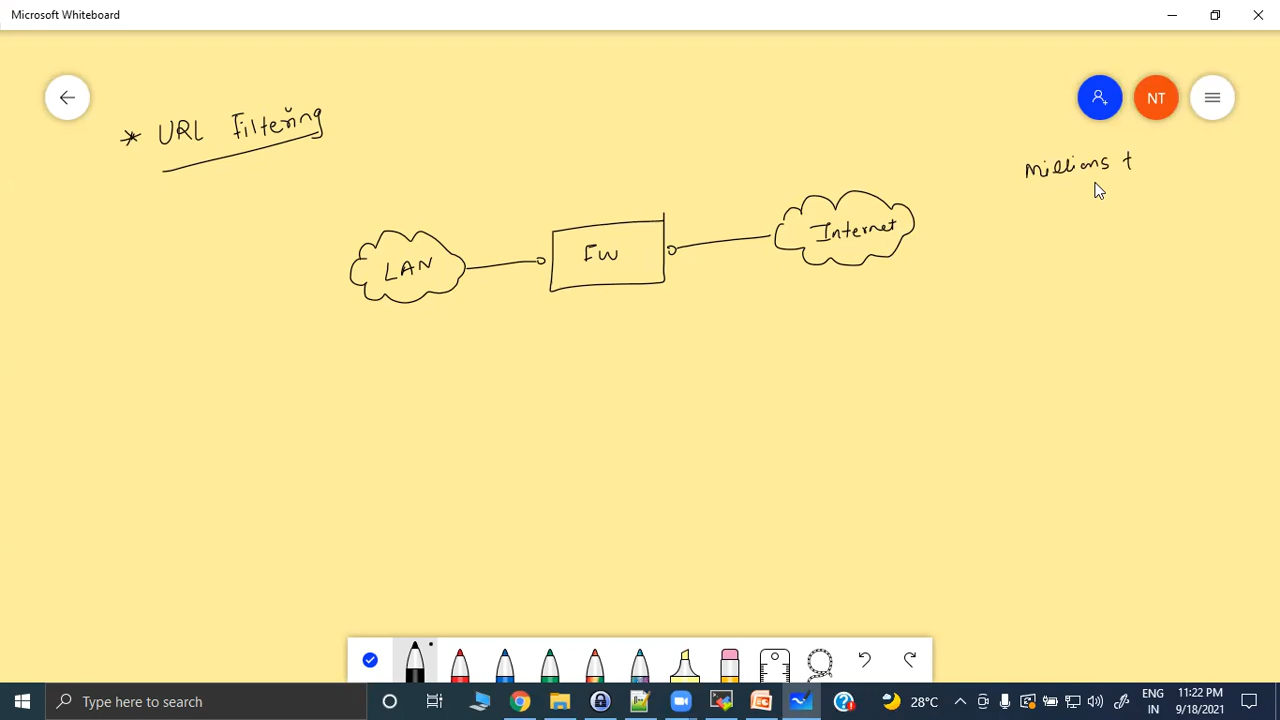 Microsoft Whiteboard
NT
* URL Filtering
Millions +
LAN
FW
Internet
Type here to search
28°C
ENG
IN
11:22 PM
9/18/2021